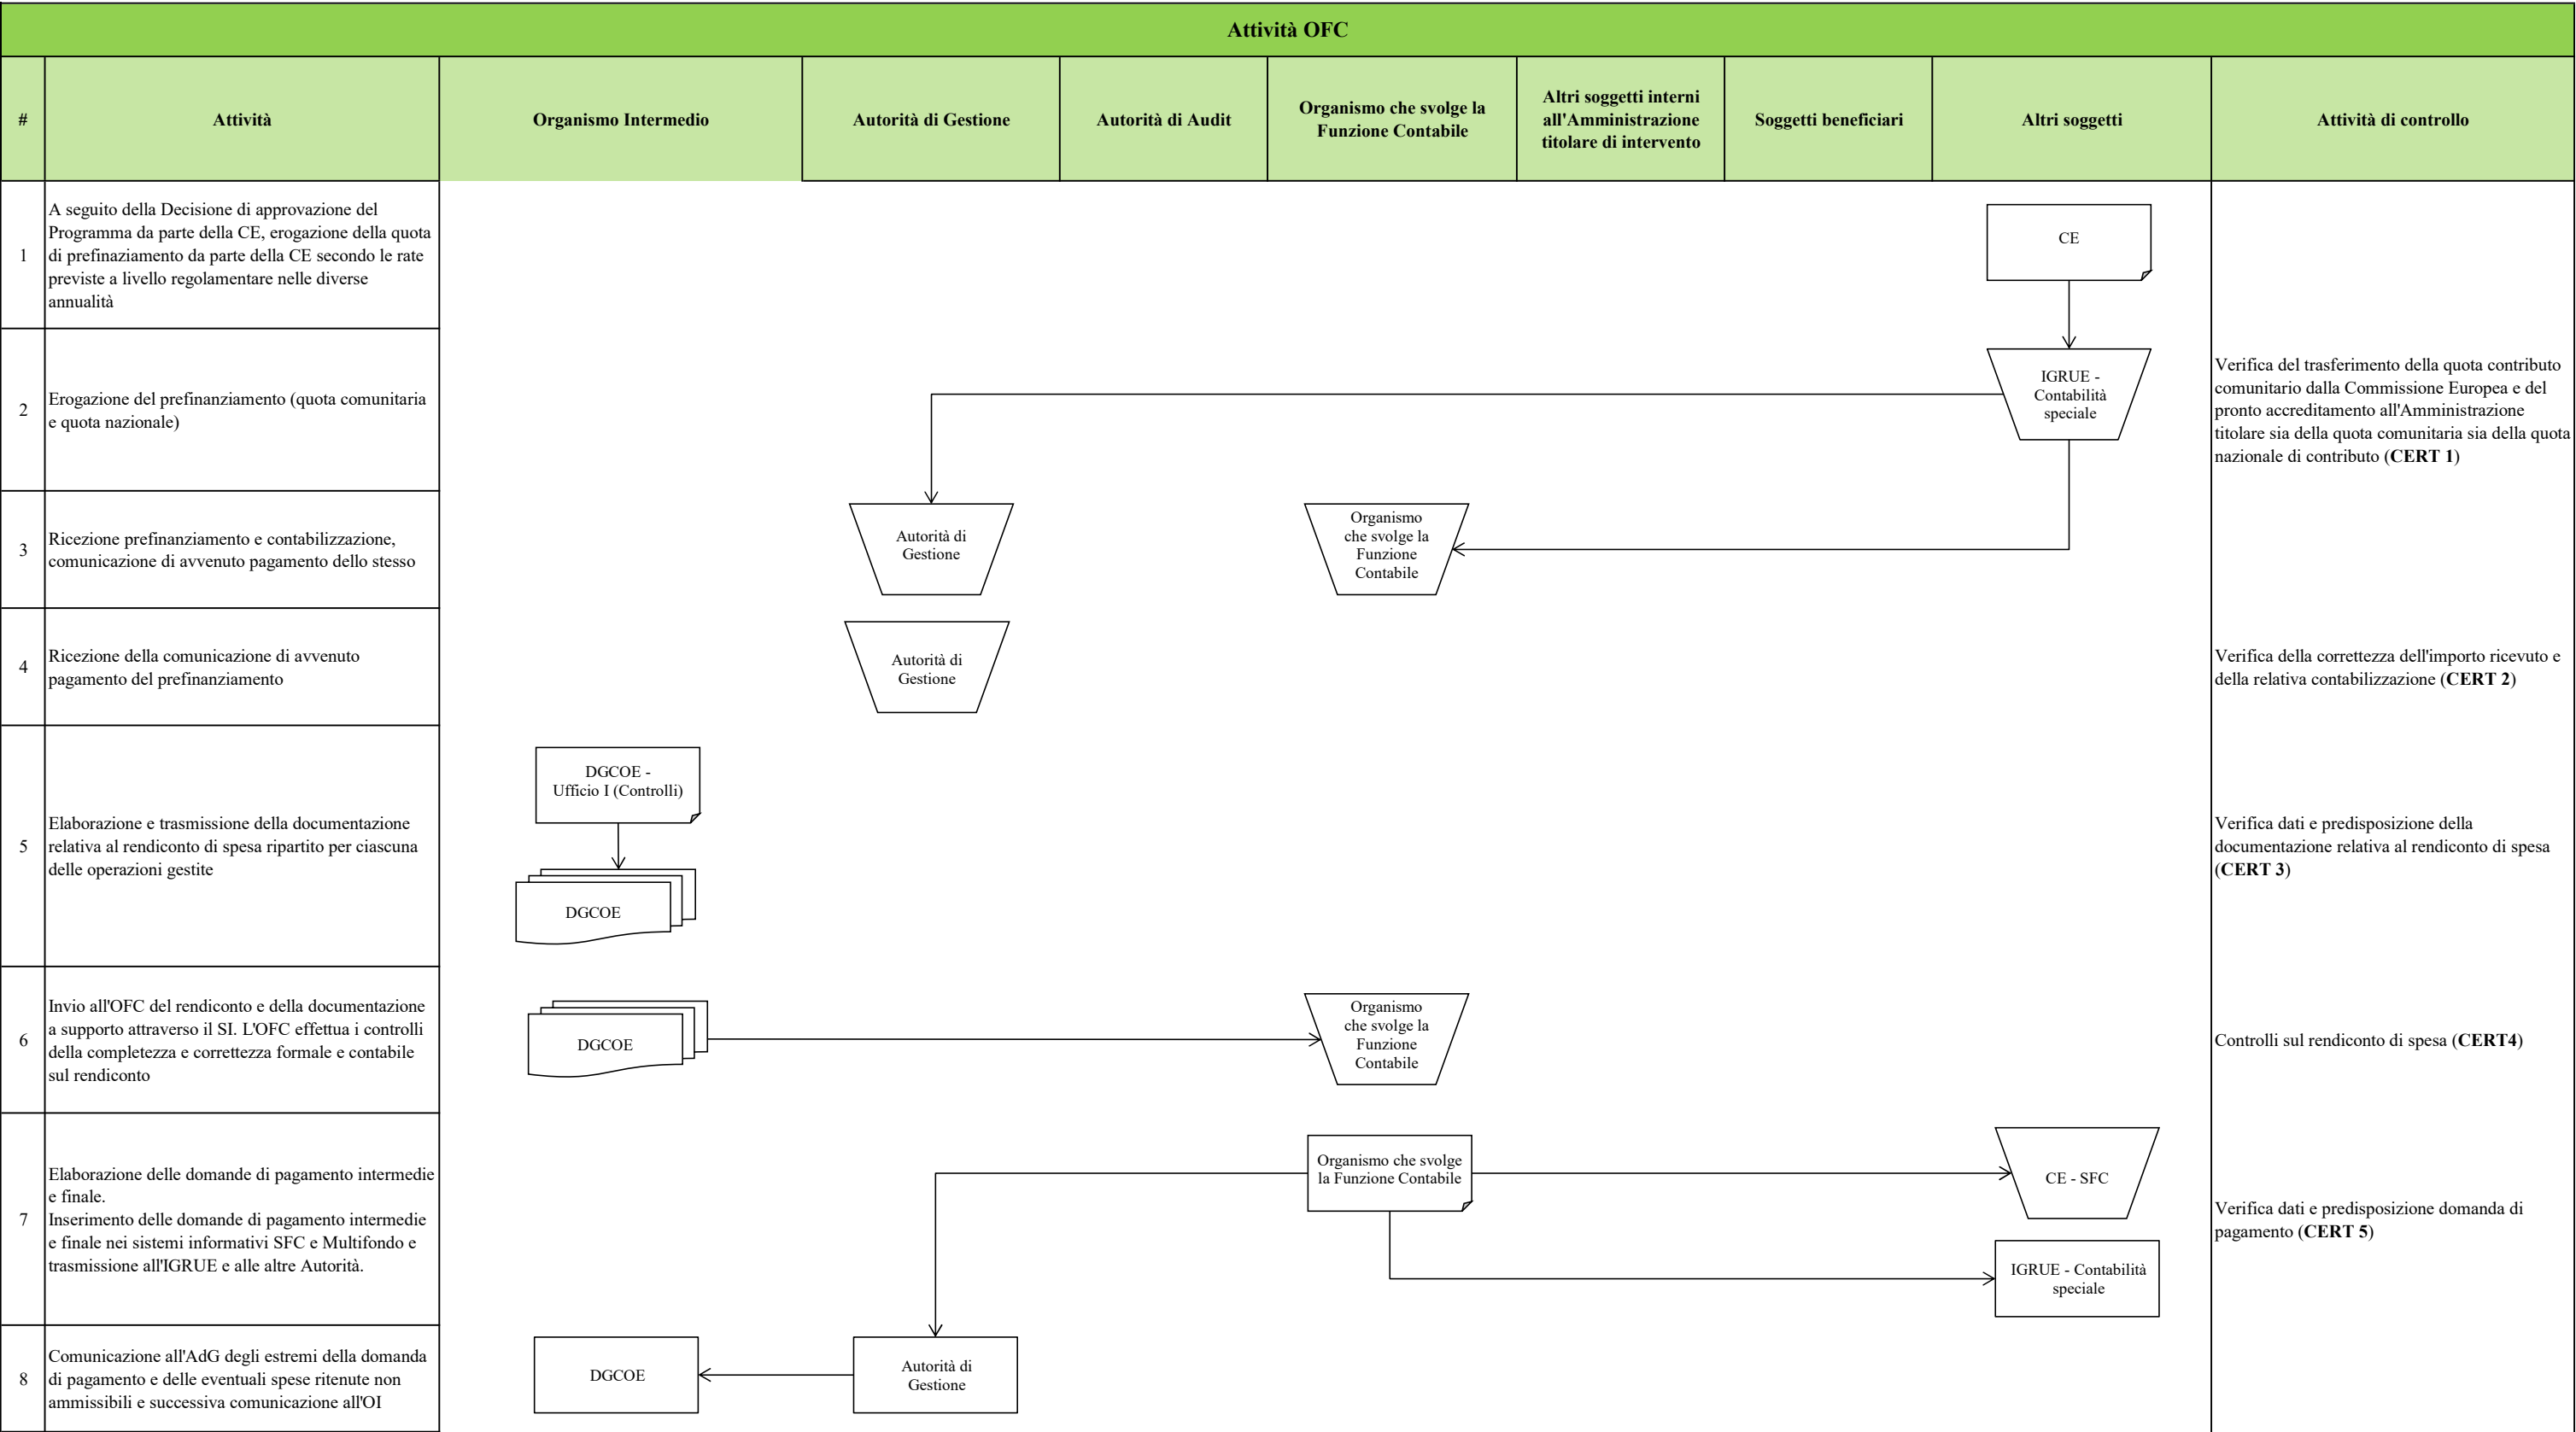 Attività OFC
#
Attività
Organismo Intermedio
Autorità di Gestione
Autorità di Audit
Organismo che svolge la
Funzione Contabile
Altri soggetti interni
all'Amministrazione
titolare di intervento
Soggetti beneficiari
Altri soggetti
Attività di controllo
1
A seguito della Decisione di approvazione del
Programma da parte della CE, erogazione della quota
di prefinaziamento da parte della CE secondo le rate
previste a livello regolamentare nelle diverse
annualità
CE
2
Erogazione del prefinanziamento (quota comunitaria
e quota nazionale)
IGRUE -
Contabilità
speciale
Verifica del trasferimento della quota contributo
comunitario dalla Commissione Europea e del
pronto accreditamento all'Amministrazione
titolare sia della quota comunitaria sia della quota
nazionale di contributo (CERT 1)
3
Ricezione prefinanziamento e contabilizzazione,
comunicazione di avvenuto pagamento dello stesso
Autorità di
Gestione
Organismo
che svolge la
Funzione
Contabile
4
Ricezione della comunicazione di avvenuto
pagamento del prefinanziamento
Autorità di
Gestione
Verifica della correttezza dell'importo ricevuto e
della relativa contabilizzazione (CERT 2)
5
Elaborazione e trasmissione della documentazione
relativa al rendiconto di spesa ripartito per ciascuna
delle operazioni gestite
DGCOE -
Ufficio I (Controlli)
DGCOE
Verifica dati e predisposizione della
documentazione relativa al rendiconto di spesa
(CERT 3)
6
Invio all'OFC del rendiconto e della documentazione
a supporto attraverso il SI. L'OFC effettua i controlli
della completezza e correttezza formale e contabile
sul rendiconto
DGCOE
Organismo
che svolge la
Funzione
Contabile
Controlli sul rendiconto di spesa (CERT4)
7
Elaborazione delle domande di pagamento intermedie
e finale.
Inserimento delle domande di pagamento intermedie
e finale nei sistemi informativi SFC e Multifondo e
trasmissione all'IGRUE e alle altre Autorità.
Organismo che svolge
la Funzione Contabile
CE - SFC
IGRUE - Contabilità
speciale
Verifica dati e predisposizione domanda di
pagamento (CERT 5)
8
Comunicazione all'AdG degli estremi della domanda
di pagamento e delle eventuali spese ritenute non
ammissibili e successiva comunicazione all'OI
DGCOE
Autorità di
Gestione